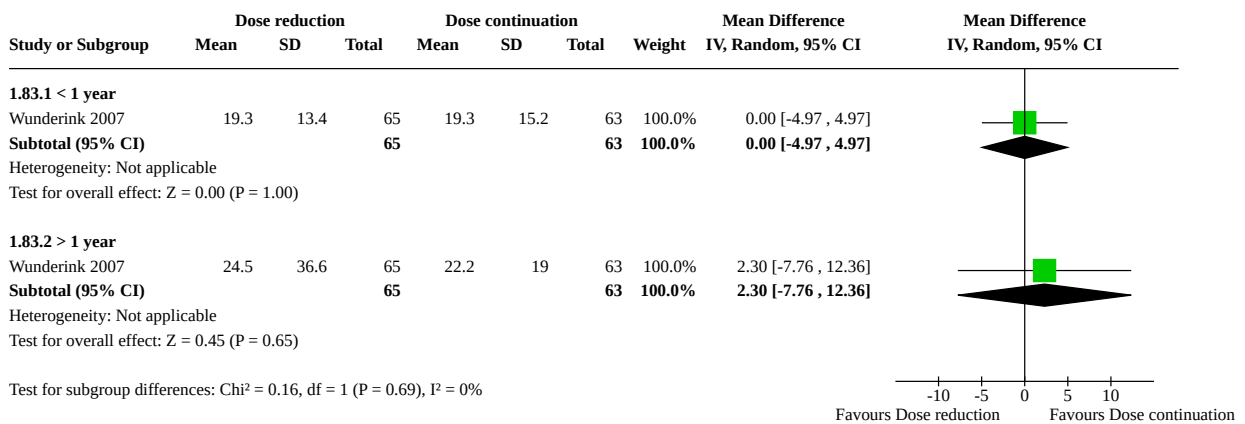 Dose reduction Dose continuation Mean Difference Mean Difference
Study or Subgroup Mean SD Total Mean SD Total Weight IV, Random, 95% CI IV, Random, 95% CI
1.83.1 < 1 year
Wunderink 2007 19.3 13.4 65 19.3 15.2 63 100.0% 0.00 [-4.97 , 4.97]
Subtotal (95% CI) 65 63 100.0% 0.00 [-4.97 , 4.97]
Heterogeneity: Not applicable
Test for overall effect: Z = 0.00 (P = 1.00)
1.83.2 > 1 year
Wunderink 2007 24.5 36.6 65 22.2 19 63 100.0% 2.30 [-7.76 , 12.36]
Subtotal (95% CI) 65 63 100.0% 2.30 [-7.76 , 12.36]
Heterogeneity: Not applicable
Test for overall effect: Z = 0.45 (P = 0.65)
Test for subgroup differences: Chi² = 0.16, df = 1 (P = 0.69), I² = 0%
-10 -5 0 5 10
Favours Dose reduction Favours Dose continuation